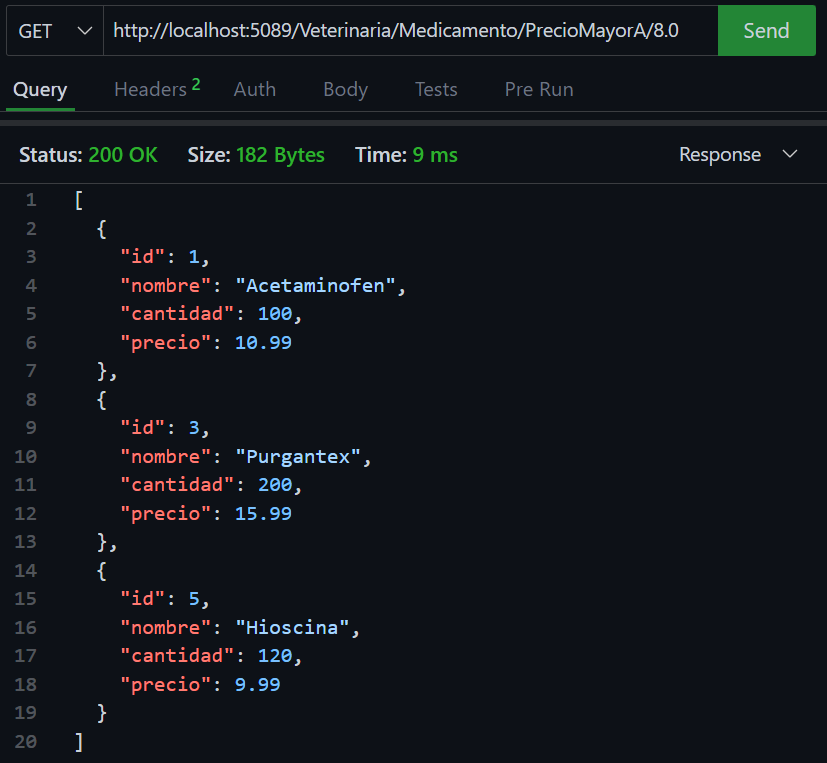 GET http://localhost:5089/Veterinaria/Medicamento/PrecioMayorA/8.0 Send
Query Headers 2 Auth Body Tests Pre Run
Status: 200 OK Size: 182 Bytes Time: 9 ms Response
1 [
2 {
3 "id": 1,
4 "nombre": "Acetaminofen",
5 "cantidad": 100,
6 "precio": 10.99
7 },
8 {
9 "id": 3,
10 "nombre": "Purgantex",
11 "cantidad": 200,
12 "precio": 15.99
13 },
14 {
15 "id": 5,
16 "nombre": "Hioscina",
17 "cantidad": 120,
18 "precio": 9.99
19 }
20 ]